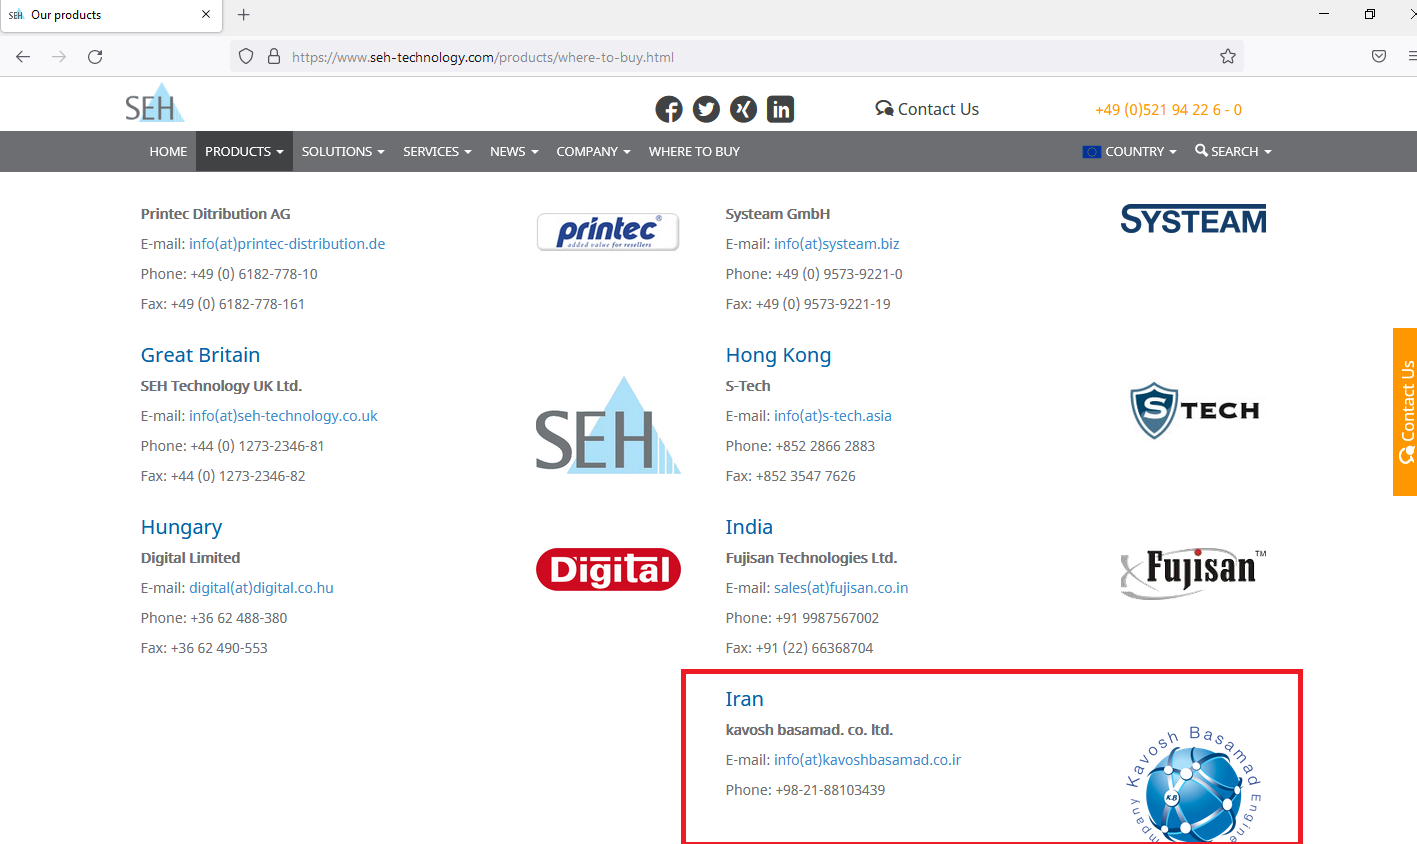 SEH Our products
https://www.seh-technology.com/products/where-to-buy.html
SEH
Contact Us
+49 (0)521 94 22 6 - 0
HOME PRODUCTS SOLUTIONS SERVICES NEWS COMPANY WHERE TO BUY COUNTRY SEARCH
Printec Ditribution AG
E-mail: info(at)printec-distribution.de
Phone: +49 (0) 6182-778-10
Fax: +49 (0) 6182-778-161
printec®
added value for resellers
Systeam GmbH
E-mail: info(at)systeam.biz
Phone: +49 (0) 9573-9221-0
Fax: +49 (0) 9573-9221-19
SYSTEAM
Great Britain
SEH Technology UK Ltd.
E-mail: info(at)seh-technology.co.uk
Phone: +44 (0) 1273-2346-81
Fax: +44 (0) 1273-2346-82
SEH
Hong Kong
S-Tech
E-mail: info(at)s-tech.asia
Phone: +852 2866 2883
Fax: +852 3547 7626
S TECH
Contact Us
Hungary
Digital Limited
E-mail: digital(at)digital.co.hu
Phone: +36 62 488-380
Fax: +36 62 490-553
Digital
India
Fujisan Technologies Ltd.
E-mail: sales(at)fujisan.co.in
Phone: +91 9987567002
Fax: +91 (22) 66368704
Fujisan™
Iran
kavosh basamad. co. ltd.
E-mail: info(at)kavoshbasamad.co.ir
Phone: +98-21-88103439
Kavosh Basamad Engine
mpany
K.B